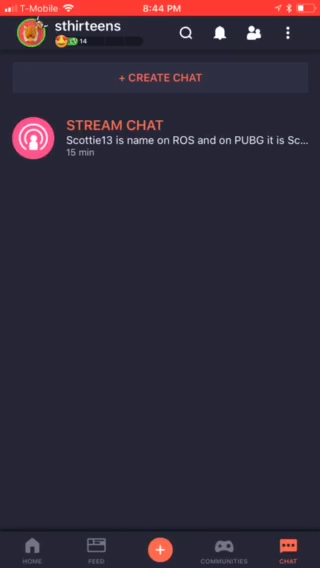 T-Mobile 8:44 PM
sthirteens
LV 14
+ CREATE CHAT
STREAM CHAT
Scottie13 is name on ROS and on PUBG it is Sc...
15 min
HOME FEED COMMUNITIES CHAT